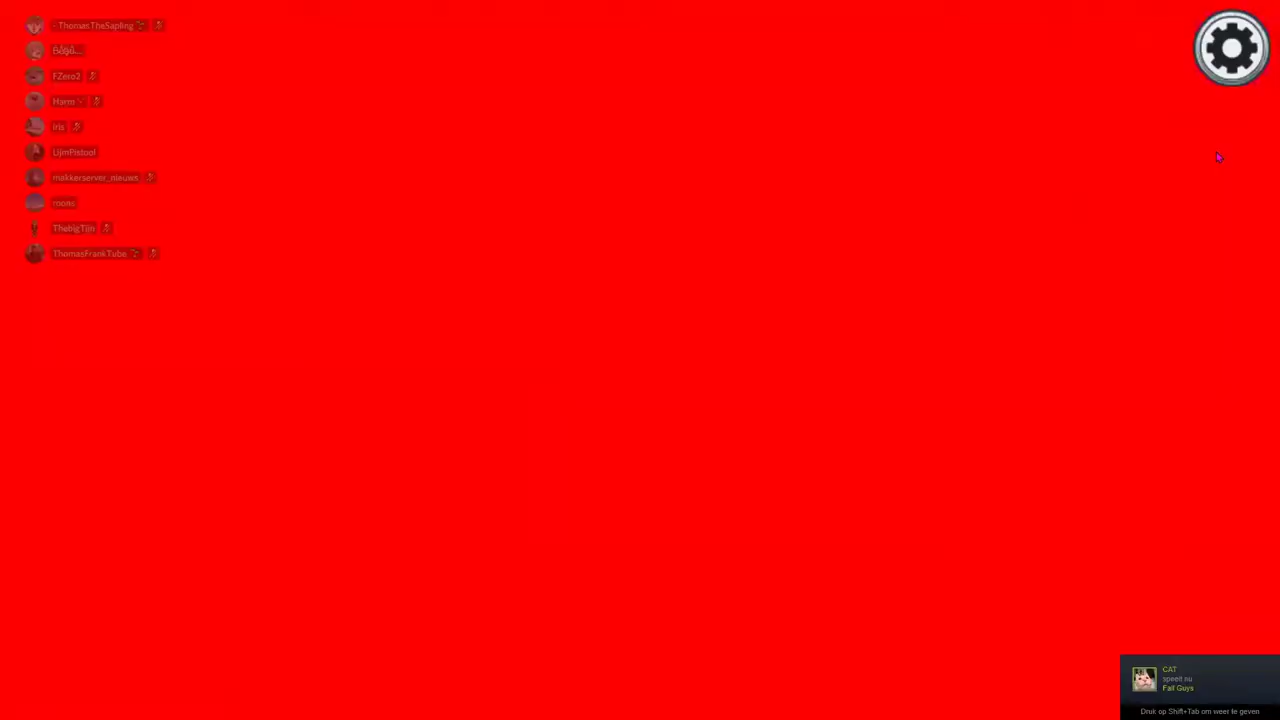 - ThomasTheSapling
FZero2
Harm
Iris
LijmPistool
makkerserver_nieuws
roons
ThebigTijn
ThomasFrankTube
CAT
speelt nu
Fall Guys
Druk op Shift+Tab om weer te geven